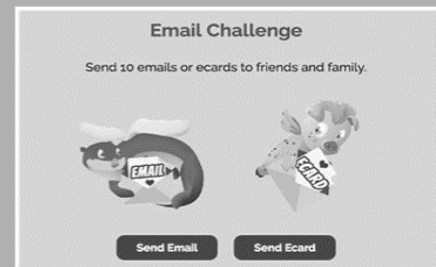 Email Challenge
Send 10 emails or ecards to friends and family.
EMAIL
ECARD
Send Email
Send Ecard